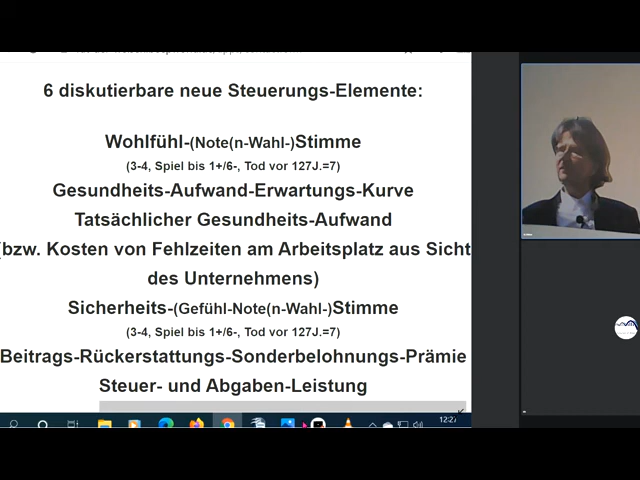 6 diskutierbare neue Steuerungs-Elemente:
Wohlfühl-(Note(n-Wahl-)Stimme
(3-4, Spiel bis 1+/6-, Tod vor 127J.=7)
Gesundheits-Aufwand-Erwartungs-Kurve
Tatsächlicher Gesundheits-Aufwand
(bzw. Kosten von Fehlzeiten am Arbeitsplatz aus Sicht
des Unternehmens)
Sicherheits-(Gefühl-Note(n-Wahl-)Stimme
(3-4, Spiel bis 1+/6-, Tod vor 127J.=7)
Beitrags-Rückerstattungs-Sonderbelohnungs-Prämie
Steuer- und Abgaben-Leistung
12:27